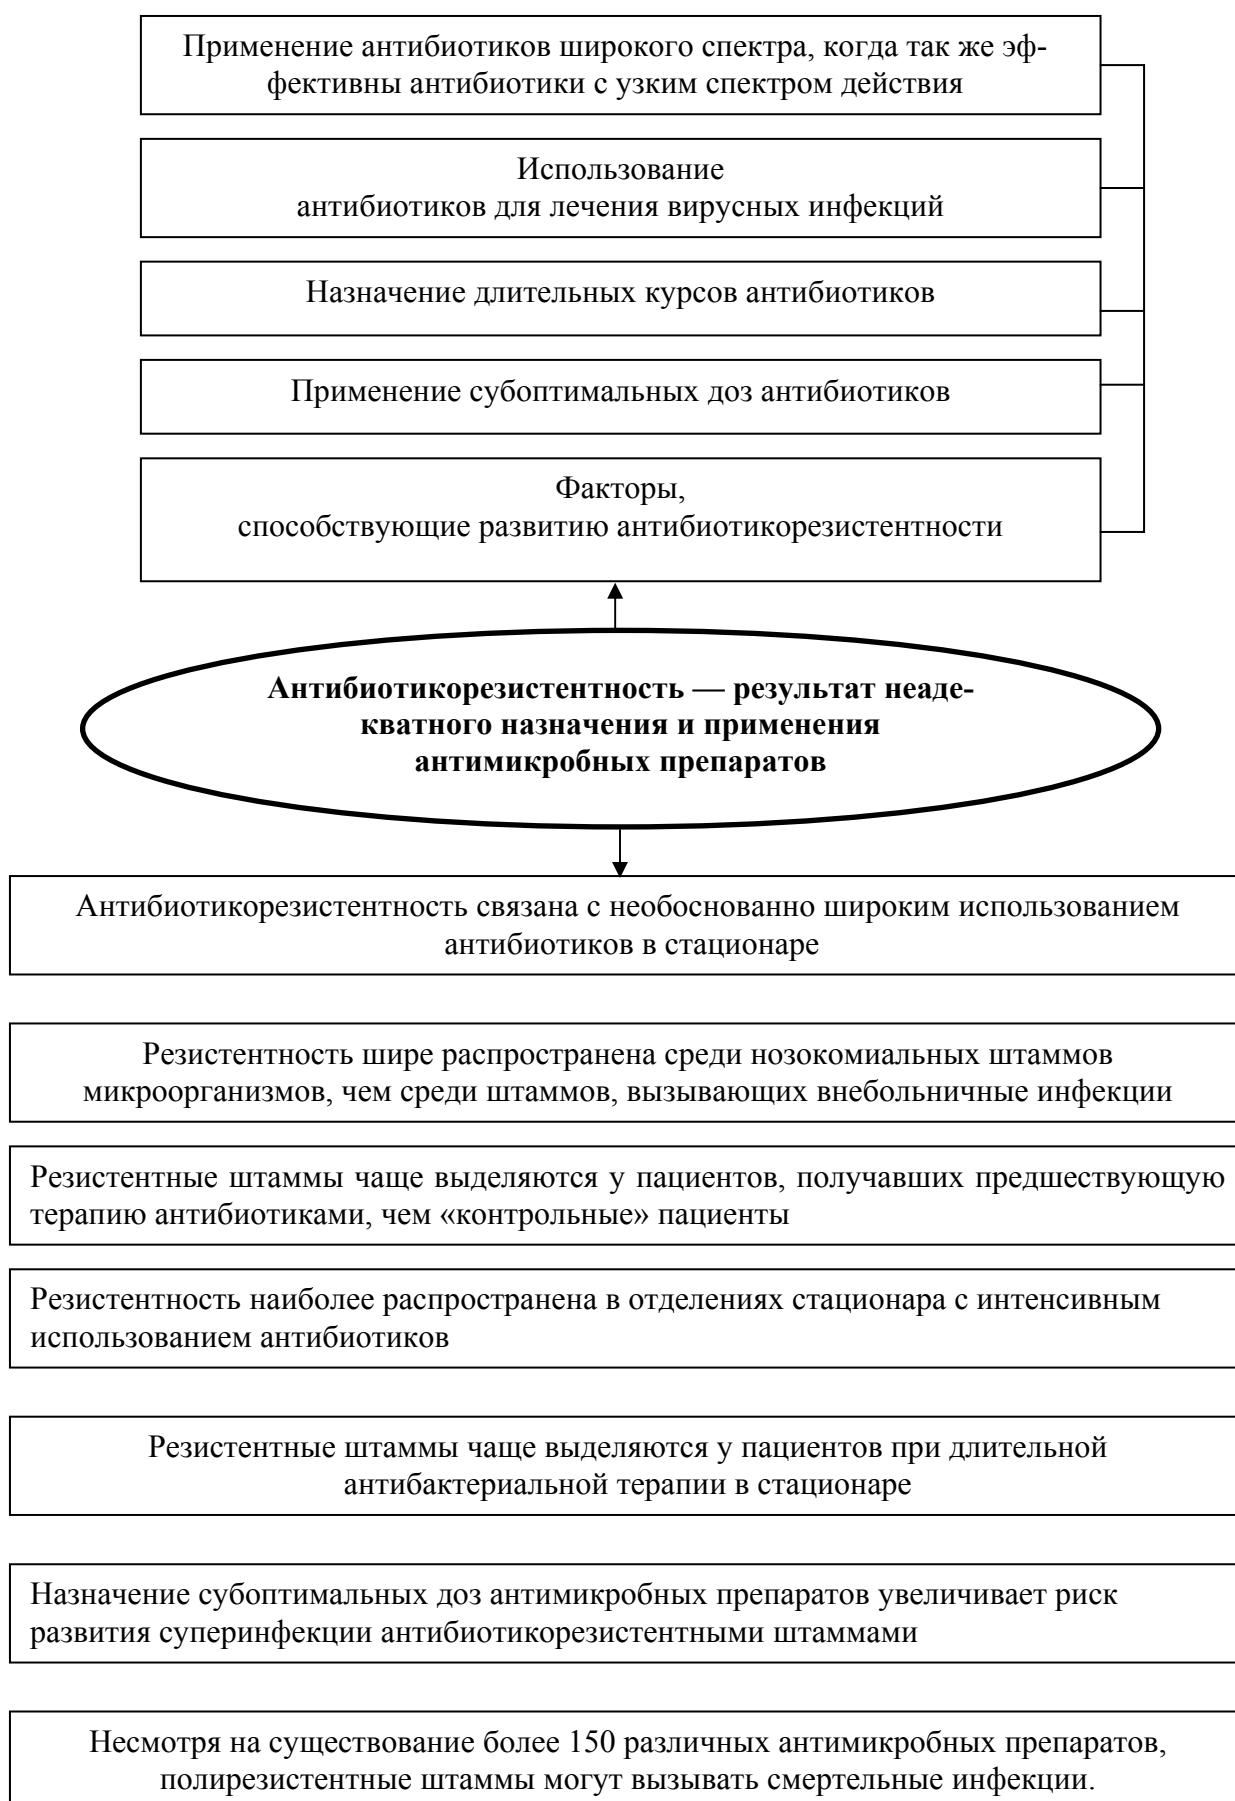 Применение антибиотиков широкого спектра, когда так же эф-
фективны антибиотики с узким спектром действия
Использование
антибиотиков для лечения вирусных инфекций
Назначение длительных курсов антибиотиков
Применение субоптимальных доз антибиотиков
Факторы,
способствующие развитию антибиотикорезистентности
Антибиотикорезистентность — результат неаде-
кватного назначения и применения
антимикробных препаратов
Антибиотикорезистентность связана с необоснованно широким использованием
антибиотиков в стационаре
Резистентность шире распространена среди нозокомиальных штаммов
микроорганизмов, чем среди штаммов, вызывающих внебольничные инфекции
Резистентные штаммы чаще выделяются у пациентов, получавших предшествующую
терапию антибиотиками, чем «контрольные» пациенты
Резистентность наиболее распространена в отделениях стационара с интенсивным
использованием антибиотиков
Резистентные штаммы чаще выделяются у пациентов при длительной
антибактериальной терапии в стационаре
Назначение субоптимальных доз антимикробных препаратов увеличивает риск
развития суперинфекции антибиотикорезистентными штаммами
Несмотря на существование более 150 различных антимикробных препаратов,
полирезистентные штаммы могут вызывать смертельные инфекции.